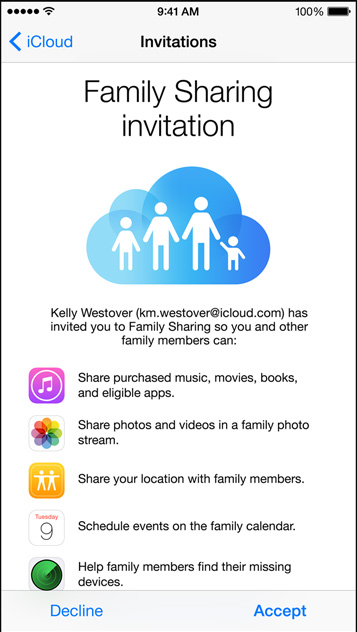 9:41 AM
100%
iCloud
Invitations
Family Sharing
invitation
Kelly Westover (km.westover@icloud.com) has
invited you to Family Sharing so you and other
family members can:
Share purchased music, movies, books,
and eligible apps.
Share photos and videos in a family photo
stream.
Share your location with family members.
Tuesday
9
Schedule events on the family calendar.
Help family members find their missing
devices.
Decline
Accept